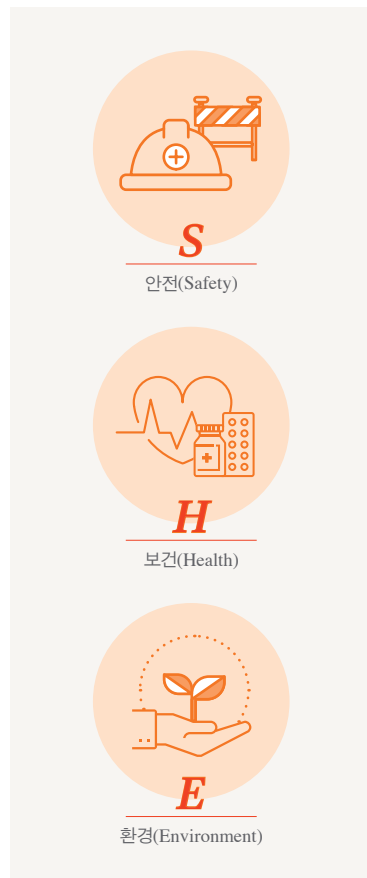 S
안전(Safety)
H
보건(Health)
E
환경(Environment)